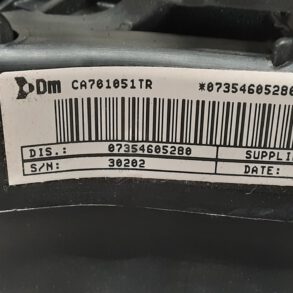 Dm CA761051TR *07354605280
DIS.: 07354605280 SUPPLI
S/N: 30202 DATE: